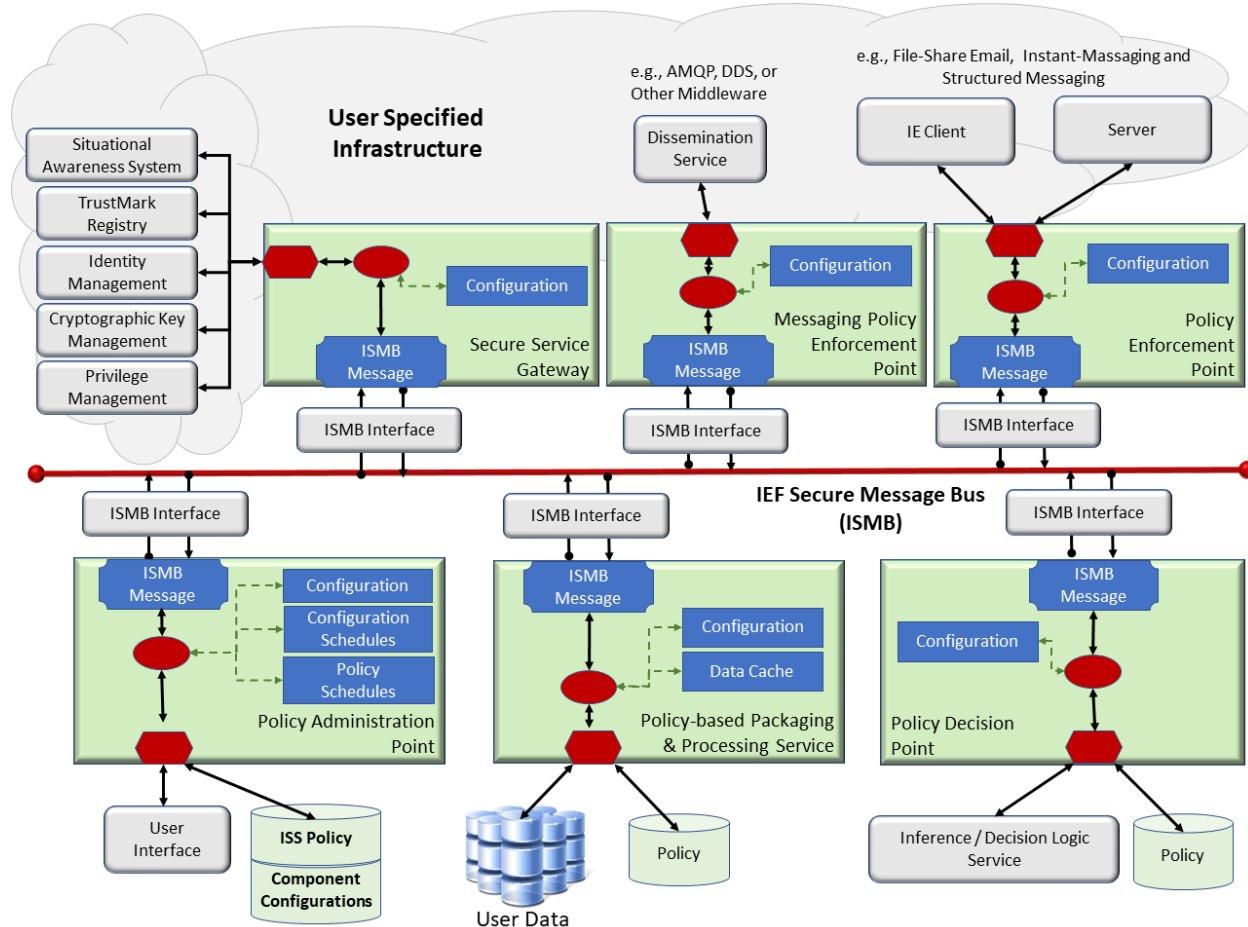 e.g., File-Share Email, Instant-Massaging and
Structured Messaging
e.g., AMQP, DDS, or
Other Middleware
User Specified
Infrastructure
Situational
Awareness System
TrustMark
Registry
Identity
Management
Cryptographic Key
Management
Privilege
Management
Dissemination
Service
IE Client
Server
Configuration
ISMB
Message
Secure Service
Gateway
ISMB Interface
Configuration
Messaging Policy
Enforcement
Point
ISMB
Message
ISMB Interface
Configuration
Policy
Enforcement
Point
ISMB
Message
ISMB Interface
IEF Secure Message Bus
(ISMB)
ISMB Interface
ISMB
Message
Configuration
Configuration
Schedules
Policy
Schedules
Policy Administration
Point
User
Interface
ISS Policy
Component
Configurations
ISMB Interface
ISMB
Message
Configuration
Data Cache
Policy-based Packaging
& Processing Service
User Data
Policy
ISMB Interface
ISMB
Message
Configuration
Policy Decision
Point
Inference / Decision Logic
Service
Policy